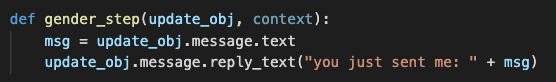 def gender_step(update_obj, context):
    msg = update_obj.message.text
    update_obj.message.reply_text("you just sent me: " + msg)